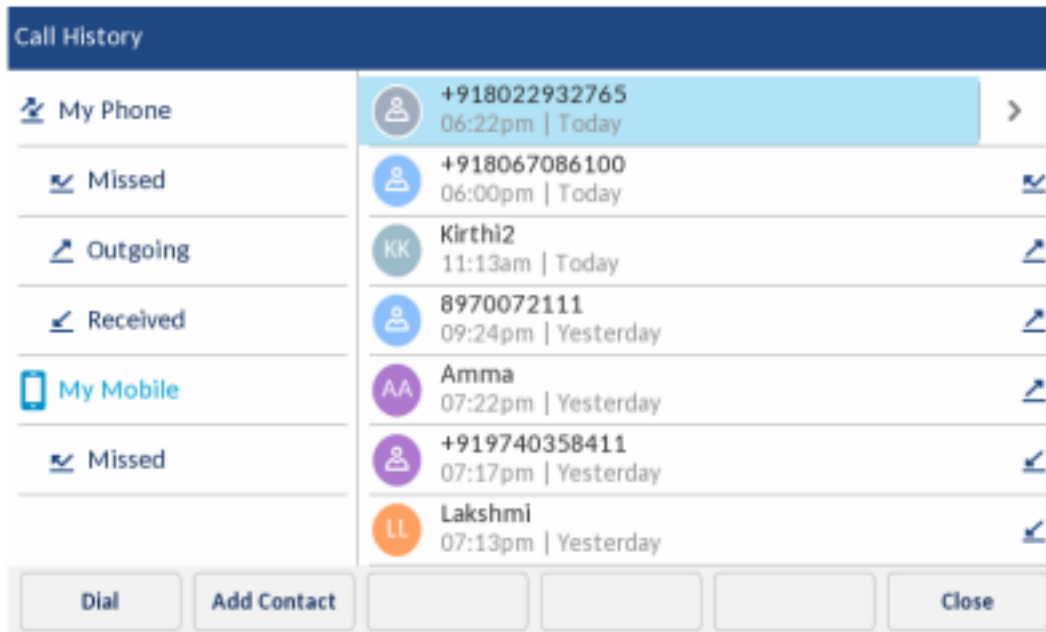 Call History
My Phone
Missed
Outgoing
Received
My Mobile
Missed
+918022932765
06:22pm | Today
+918067086100
06:00pm | Today
KK
Kirthi2
11:13am | Today
8970072111
09:24pm | Yesterday
AA
Amma
07:22pm | Yesterday
+919740358411
07:17pm | Yesterday
LL
Lakshmi
07:13pm | Yesterday
Dial
Add Contact
Close